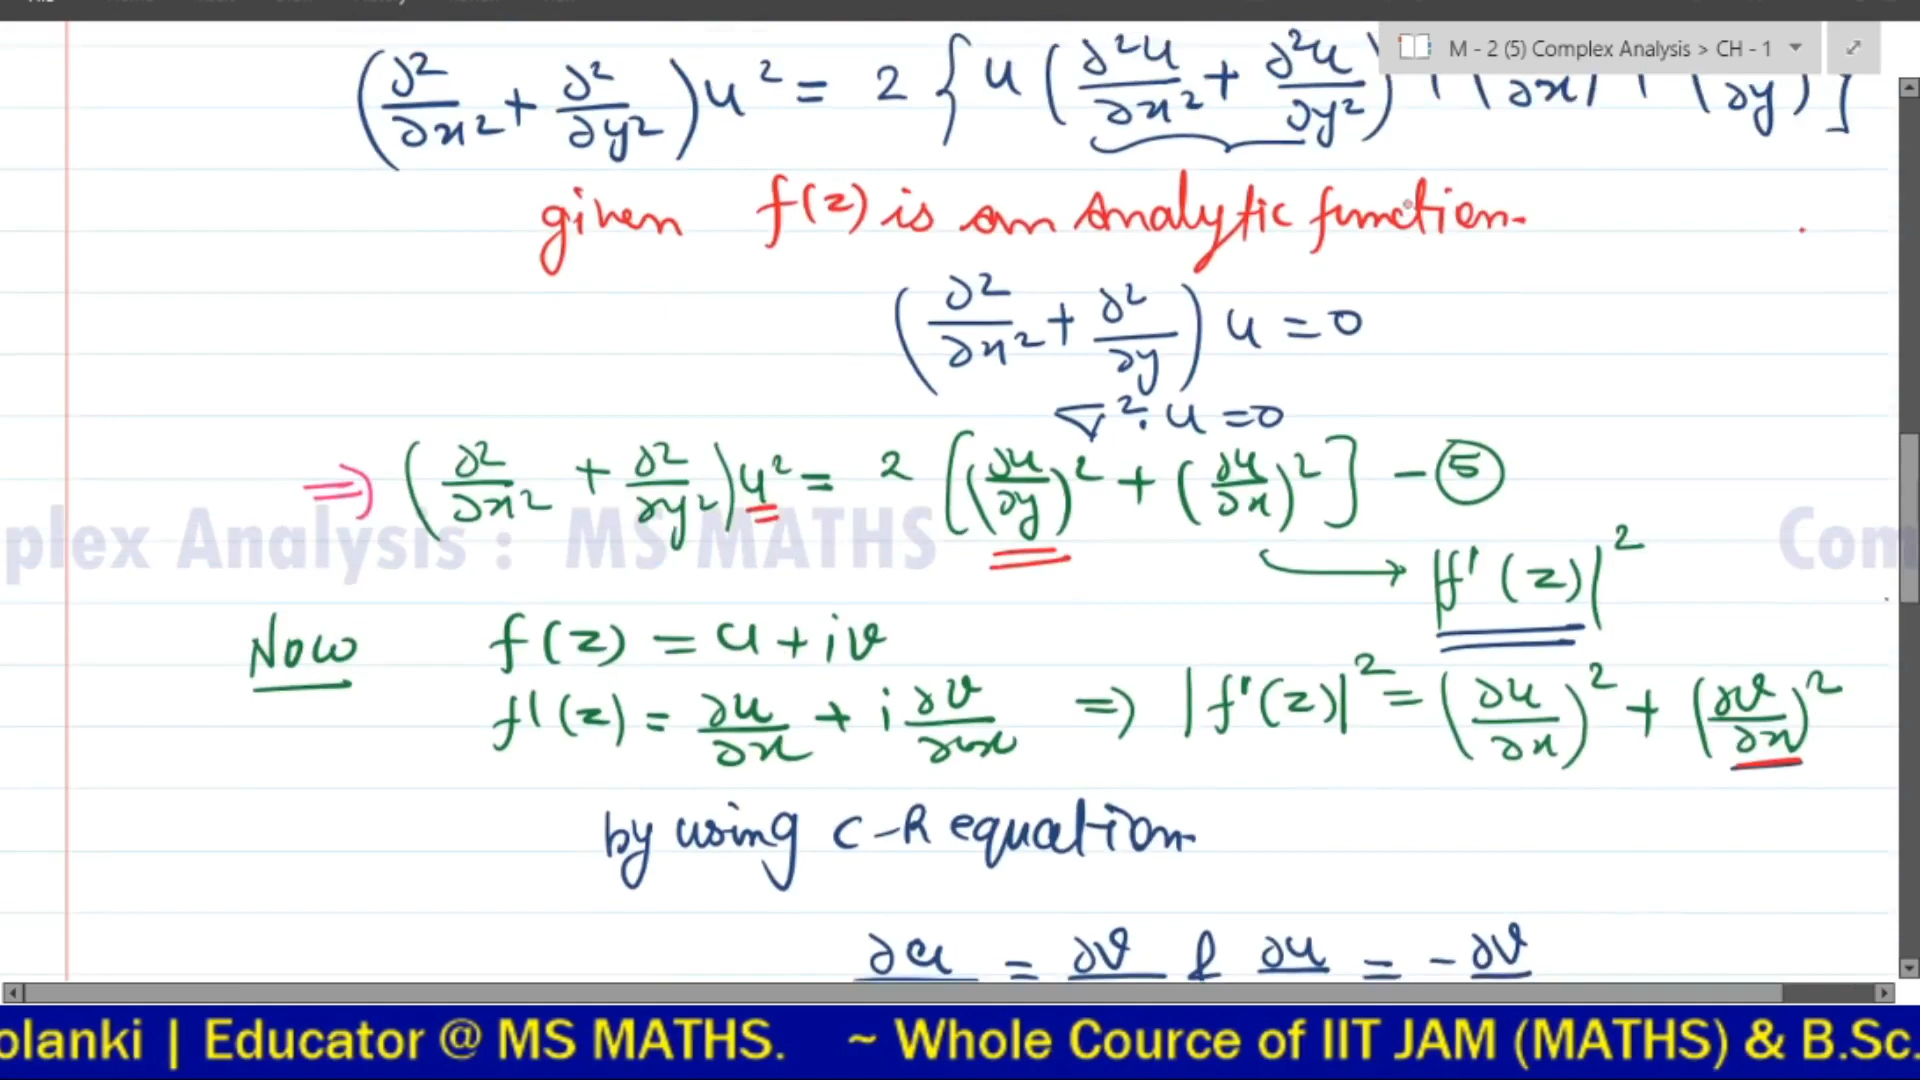 M - 2 (5) Complex Analysis > CH - 1
(∂²/∂x² + ∂²/∂y²) u² = 2 { u (∂²u/∂x² + ∂²u/∂y²) + (∂x) + (∂y) }
given f(z) is an Analytic function.
(∂²/∂x² + ∂²/∂y) u = 0
∇². u = 0
⇒ (∂²/∂x² + ∂²/∂y²) u² = 2 [(∂u/∂y)² + (∂u/∂x)²] - ⑤
plex Analysis : MS MATHS Com
→ |f'(z)|²
Now f(z) = u + iv
f'(z) = ∂u/∂x + i ∂v/∂x ⇒ |f'(z)|² = (∂u/∂x)² + (∂v/∂x)²
by using C-R equation
∂u = ∂v & ∂u = -∂v
olanki | Educator @ MS MATHS. ~ Whole Cource of IIT JAM (MATHS) & B.Sc.